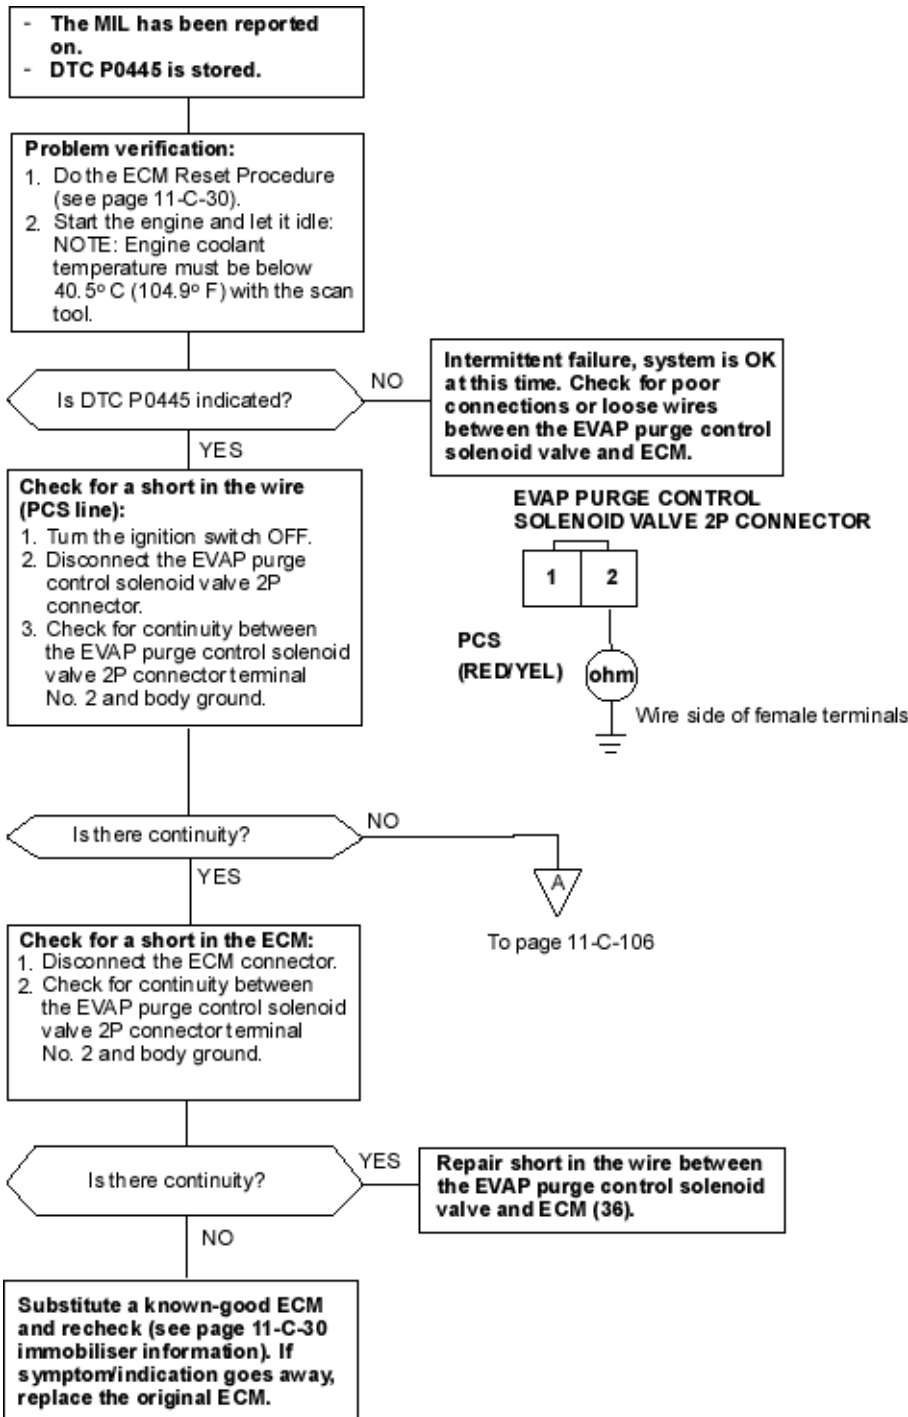 - The MIL has been reported
on.
- DTC P0445 is stored.
Problem verification:
1. Do the ECM Reset Procedure
(see page 11-C-30).
2. Start the engine and let it idle:
NOTE: Engine coolant
temperature must be below
40.5º C (104.9º F) with the scan
tool.
Is DTC P0445 indicated?
NO
Intermittent failure, system is OK
at this time. Check for poor
connections or loose wires
between the EVAP purge control
solenoid valve and ECM.
YES
Check for a short in the wire
(PCS line):
1. Turn the ignition switch OFF.
2. Disconnect the EVAP purge
control solenoid valve 2P
connector.
3. Check for continuity between
the EVAP purge control solenoid
valve 2P connector terminal
No. 2 and body ground.
EVAP PURGE CONTROL
SOLENOID VALVE 2P CONNECTOR
1 2
PCS
(RED/YEL)
ohm
Wire side of female terminals
Is there continuity?
NO
A
To page 11-C-106
YES
Check for a short in the ECM:
1. Disconnect the ECM connector.
2. Check for continuity between
the EVAP purge control solenoid
valve 2P connector terminal
No. 2 and body ground.
Is there continuity?
YES
Repair short in the wire between
the EVAP purge control solenoid
valve and ECM (36).
NO
Substitute a known-good ECM
and recheck (see page 11-C-30
immobiliser information). If
symptom/indication goes away,
replace the original ECM.